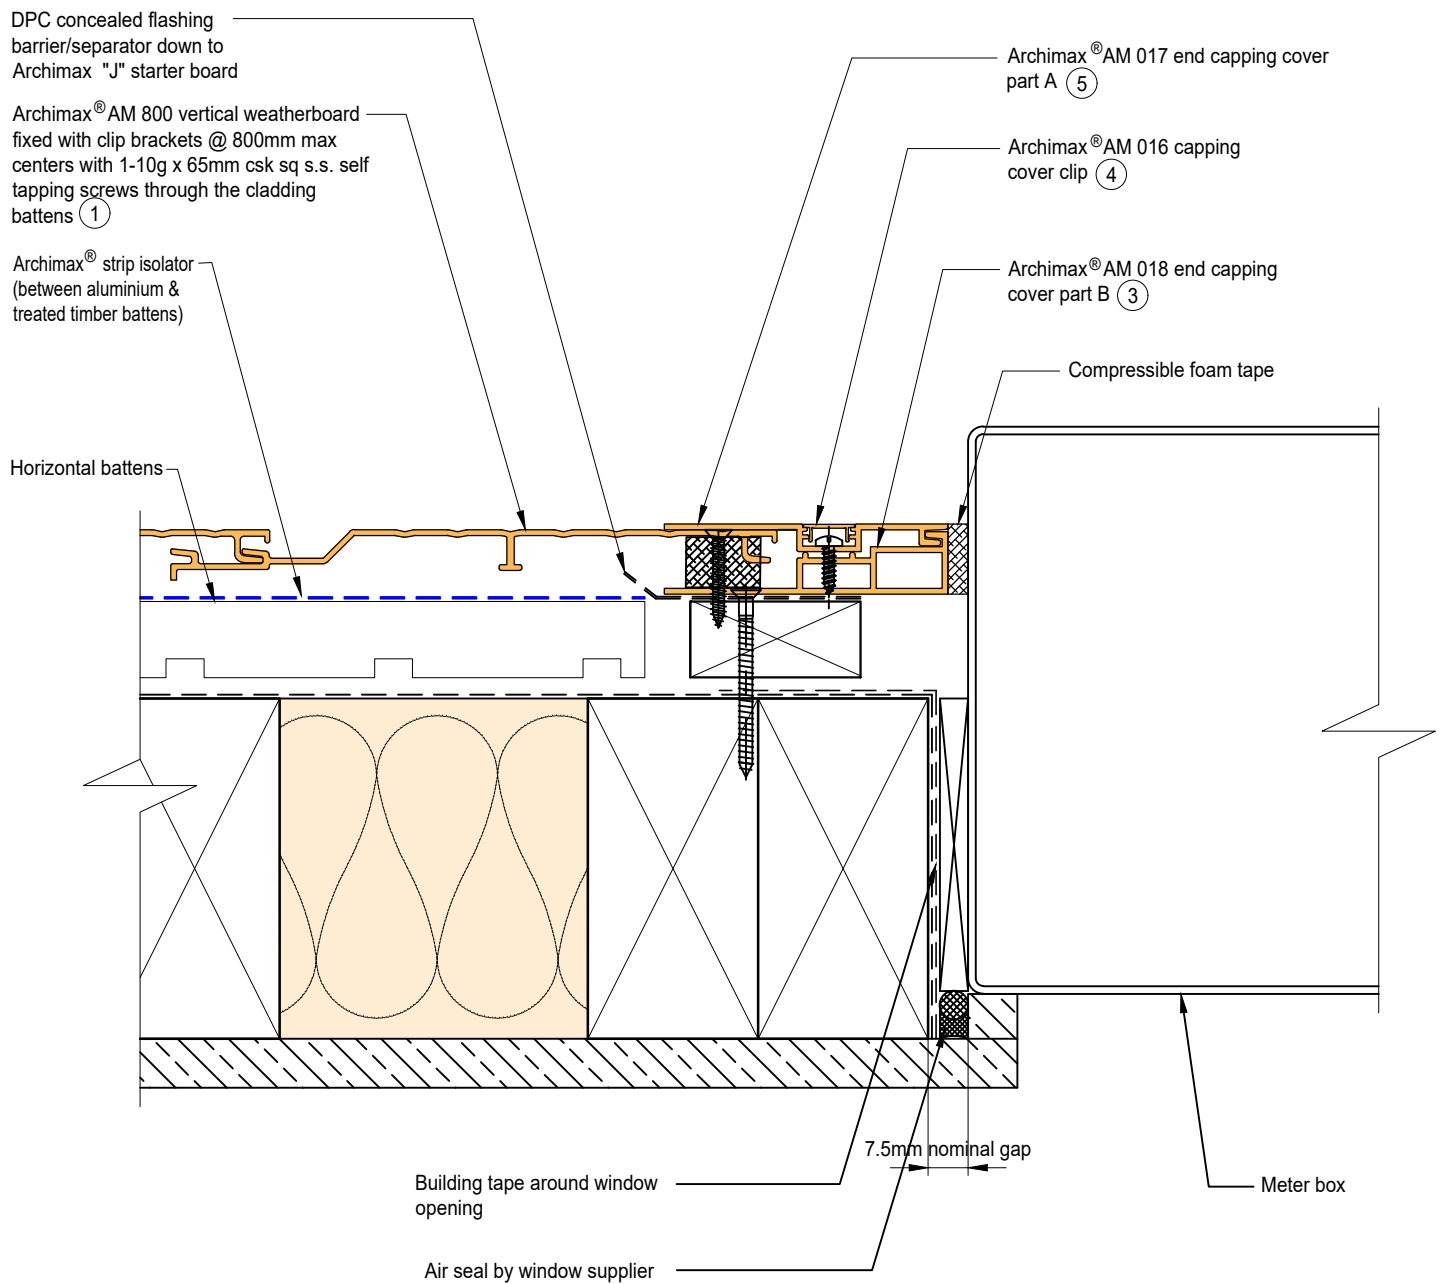 DPC concealed flashing
barrier/separator down to
Archimax "J" starter board
Archimax® AM 800 vertical weatherboard
fixed with clip brackets @ 800mm max
centers with 1-10g x 65mm csk sq s.s. self
tapping screws through the cladding
battens 1
Archimax® strip isolator
(between aluminium &
treated timber battens)
Horizontal battens
Archimax® AM 017 end capping cover
part A 5
Archimax® AM 016 capping
cover clip 4
Archimax® AM 018 end capping
cover part B 3
Compressible foam tape
7.5mm nominal gap
Building tape around window
opening
Meter box
Air seal by window supplier